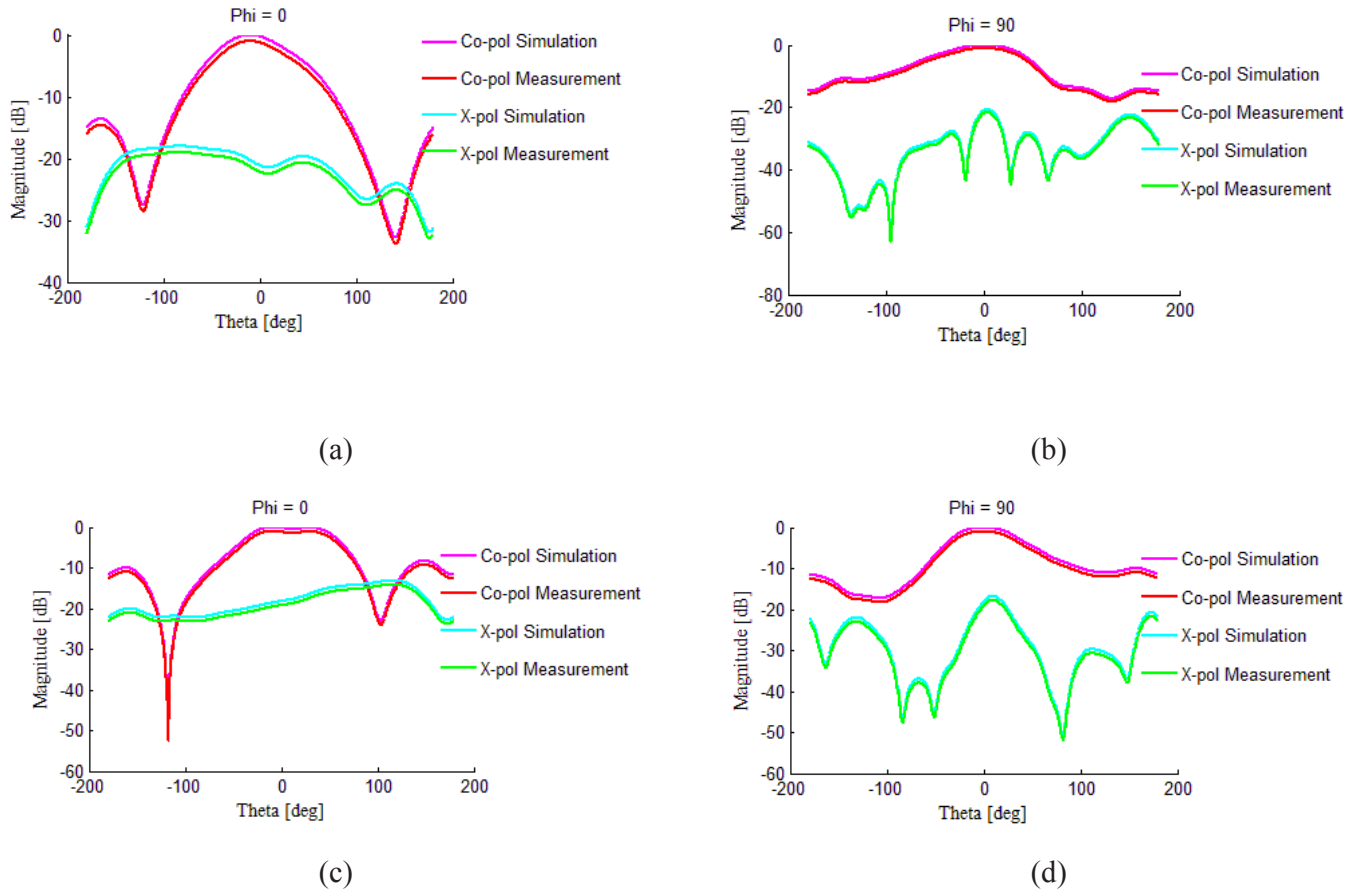 Phi = 0
0
-10
-20
-30
-40
Magnitude [dB]
-200
-100
0
100
200
Theta [deg]
Co-pol Simulation
Co-pol Measurement
X-pol Simulation
X-pol Measurement
(a)
Phi = 90
0
-20
-40
-60
-80
Magnitude [dB]
-200
-100
0
100
200
Theta [deg]
Co-pol Simulation
Co-pol Measurement
X-pol Simulation
X-pol Measurement
(b)
Phi = 0
0
-10
-20
-30
-40
-50
-60
Magnitude [dB]
-200
-100
0
100
200
Theta [deg]
Co-pol Simulation
Co-pol Measurement
X-pol Simulation
X-pol Measurement
(c)
Phi = 90
0
-10
-20
-30
-40
-50
-60
Magnitude [dB]
-200
-100
0
100
200
Theta [deg]
Co-pol Simulation
Co-pol Measurement
X-pol Simulation
X-pol Measurement
(d)